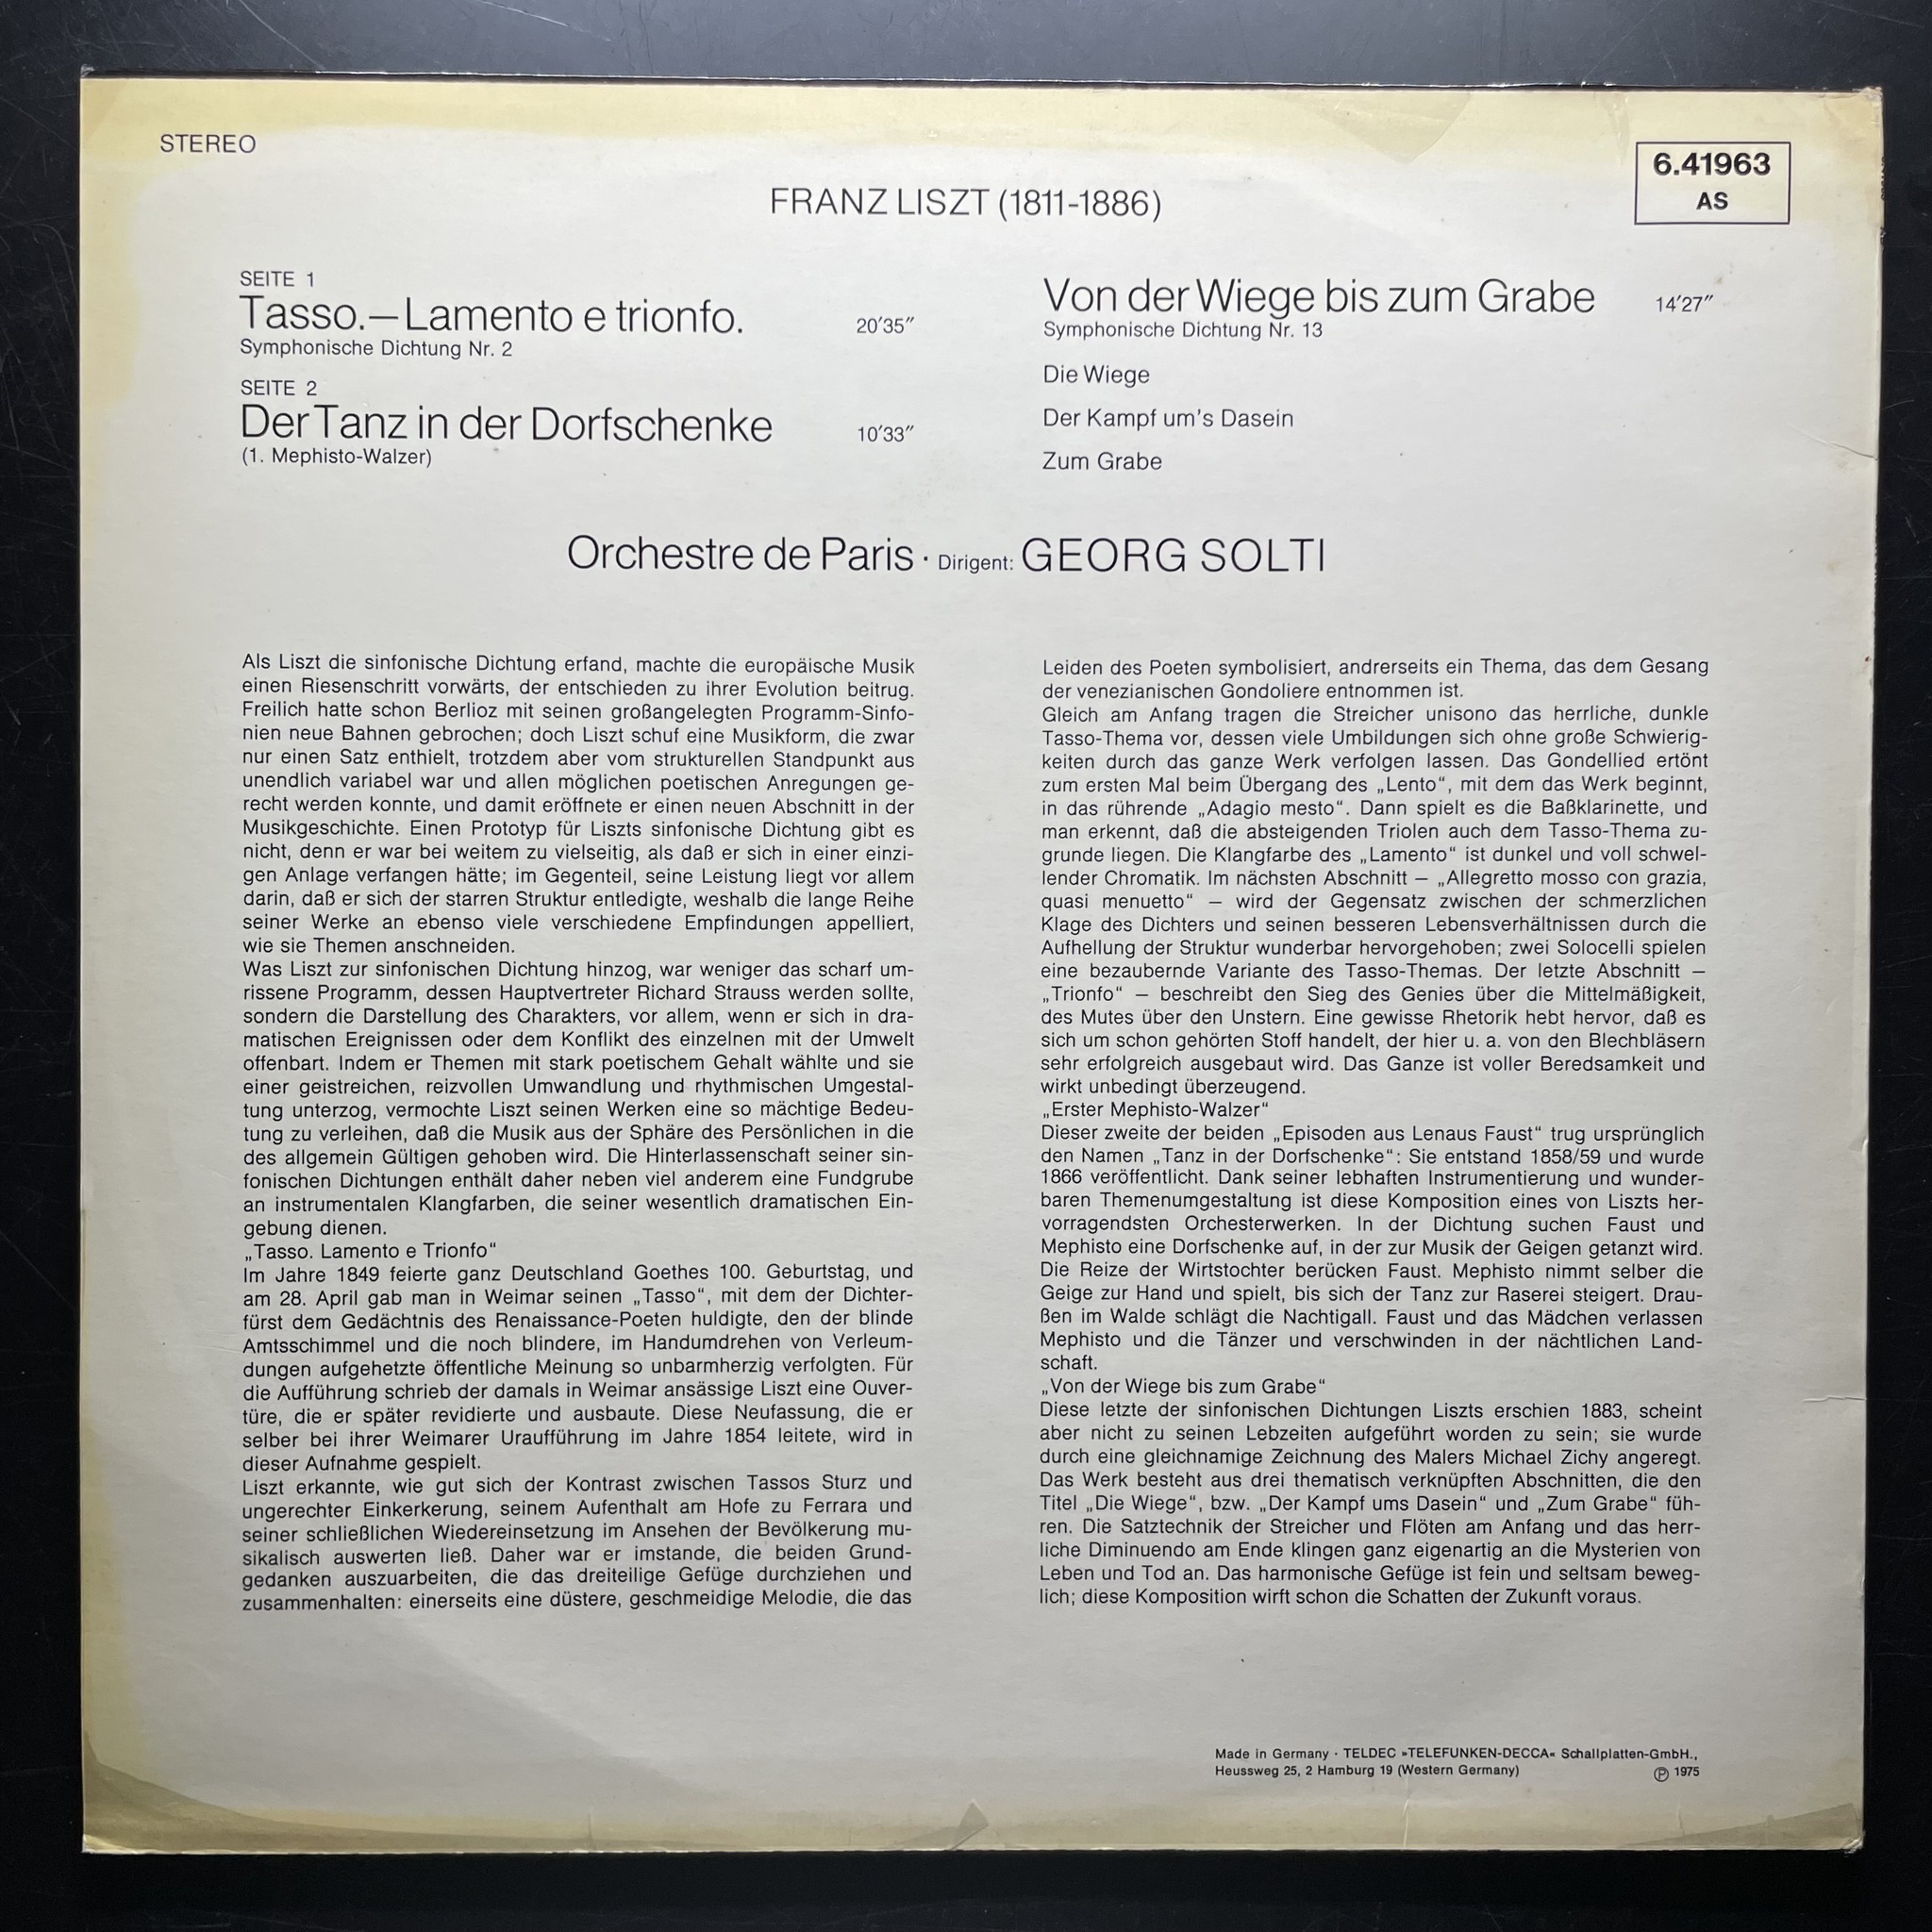 STEREO
6.41963
AS
FRANZ LISZT (1811-1886)
SEITE 1
Tasso.—Lamento e trionfo. 20′35″
Symphonische Dichtung Nr. 2
SEITE 2
Der Tanz in der Dorfschenke 10′33″
(1. Mephisto-Walzer)
Von der Wiege bis zum Grabe 14′27″
Symphonische Dichtung Nr. 13
Die Wiege
Der Kampf um's Dasein
Zum Grabe
Orchestre de Paris · Dirigent: GEORG SOLTI
Als Liszt die sinfonische Dichtung erfand, machte die europäische Musik
einen Riesenschritt vorwärts, der entschieden zu ihrer Evolution beitrug.
Freilich hatte schon Berlioz mit seinen großangelegten Programm-Sinfo-
nien neue Bahnen gebrochen; doch Liszt schuf eine Musikform, die zwar
nur einen Satz enthielt, trotzdem aber vom strukturellen Standpunkt aus
unendlich variabel war und allen möglichen poetischen Anregungen ge-
recht werden konnte, und damit eröffnete er einen neuen Abschnitt in der
Musikgeschichte. Einen Prototyp für Liszts sinfonische Dichtung gibt es
nicht, denn er war bei weitem zu vielseitig, als daß er sich in einer einzi-
gen Anlage verfangen hätte; im Gegenteil, seine Leistung liegt vor allem
darin, daß er sich der starren Struktur entledigte, weshalb die lange Reihe
seiner Werke an ebenso viele verschiedene Empfindungen appelliert,
wie sie Themen anschneiden.
Was Liszt zur sinfonischen Dichtung hinzog, war weniger das scharf um-
rissene Programm, dessen Hauptvertreter Richard Strauss werden sollte,
sondern die Darstellung des Charakters, vor allem, wenn er sich in dra-
matischen Ereignissen oder dem Konflikt des einzelnen mit der Umwelt
offenbart. Indem er Themen mit stark poetischem Gehalt wählte und sie
einer geistreichen, reizvollen Umwandlung und rhythmischen Umgestal-
tung unterzog, vermochte Liszt seinen Werken eine so mächtige Bedeu-
tung zu verleihen, daß die Musik aus der Sphäre des Persönlichen in die
des allgemein Gültigen gehoben wird. Die Hinterlassenschaft seiner sin-
fonischen Dichtungen enthält daher neben viel anderem eine Fundgrube
an instrumentalen Klangfarben, die seiner wesentlich dramatischen Ein-
gebung dienen.
„Tasso. Lamento e Trionfo“
Im Jahre 1849 feierte ganz Deutschland Goethes 100. Geburtstag, und
am 28. April gab man in Weimar seinen „Tasso“, mit dem der Dichter-
fürst dem Gedächtnis des Renaissance-Poeten huldigte, den der blinde
Amtsschimmel und die noch blindere, im Handumdrehen von Verleum-
dungen aufgehetzte öffentliche Meinung so unbarmherzig verfolgten. Für
die Aufführung schrieb der damals in Weimar ansässige Liszt eine Ouver-
türe, die er später revidierte und ausbaute. Diese Neufassung, die er
selber bei ihrer Weimarer Uraufführung im Jahre 1854 leitete, wird in
dieser Aufnahme gespielt.
Liszt erkannte, wie gut sich der Kontrast zwischen Tassos Sturz und
ungerechter Einkerkerung, seinem Aufenthalt am Hofe zu Ferrara und
seiner schließlichen Wiedereinsetzung im Ansehen der Bevölkerung mu-
sikalisch auswerten ließ. Daher war er imstande, die beiden Grund-
gedanken auszuarbeiten, die das dreiteilige Gefüge durchziehen und
zusammenhalten: einerseits eine düstere, geschmeidige Melodie, die das
Leiden des Poeten symbolisiert, andrerseits ein Thema, das dem Gesang
der venezianischen Gondoliere entnommen ist.
Gleich am Anfang tragen die Streicher unisono das herrliche, dunkle
Tasso-Thema vor, dessen viele Umbildungen sich ohne große Schwierig-
keiten durch das ganze Werk verfolgen lassen. Das Gondellied ertönt
zum ersten Mal beim Übergang des „Lento“, mit dem das Werk beginnt,
in das rührende „Adagio mesto“. Dann spielt es die Baßklarinette, und
man erkennt, daß die absteigenden Triolen auch dem Tasso-Thema zu-
grunde liegen. Die Klangfarbe des „Lamento“ ist dunkel und voll schwel-
lender Chromatik. Im nächsten Abschnitt — „Allegretto mosso con grazia,
quasi menuetto“ — wird der Gegensatz zwischen der schmerzlichen
Klage des Dichters und seinen besseren Lebensverhältnissen durch die
Aufhellung der Struktur wunderbar hervorgehoben; zwei Solocelli spielen
eine bezaubernde Variante des Tasso-Themas. Der letzte Abschnitt —
„Trionfo“ — beschreibt den Sieg des Genies über die Mittelmäßigkeit,
des Mutes über den Unstern. Eine gewisse Rhetorik hebt hervor, daß es
sich um schon gehörten Stoff handelt, der hier u. a. von den Blechbläsern
sehr erfolgreich ausgebaut wird. Das Ganze ist voller Beredsamkeit und
wirkt unbedingt überzeugend.
„Erster Mephisto-Walzer“
Dieser zweite der beiden „Episoden aus Lenaus Faust“ trug ursprünglich
den Namen „Tanz in der Dorfschenke“: Sie entstand 1858/59 und wurde
1866 veröffentlicht. Dank seiner lebhaften Instrumentierung und wunder-
baren Themenumgestaltung ist diese Komposition eines von Liszts her-
vorragendsten Orchesterwerken. In der Dichtung suchen Faust und
Mephisto eine Dorfschenke auf, in der zur Musik der Geigen getanzt wird.
Die Reize der Wirtstochter berücken Faust. Mephisto nimmt selber die
Geige zur Hand und spielt, bis sich der Tanz zur Raserei steigert. Drau-
ßen im Walde schlägt die Nachtigall. Faust und das Mädchen verlassen
Mephisto und die Tänzer und verschwinden in der nächtlichen Land-
schaft.
„Von der Wiege bis zum Grabe“
Diese letzte der sinfonischen Dichtungen Liszts erschien 1883, scheint
aber nicht zu seinen Lebzeiten aufgeführt worden zu sein; sie wurde
durch eine gleichnamige Zeichnung des Malers Michael Zichy angeregt.
Das Werk besteht aus drei thematisch verknüpften Abschnitten, die den
Titel „Die Wiege“, bzw. „Der Kampf ums Dasein“ und „Zum Grabe“ füh-
ren. Die Satztechnik der Streicher und Flöten am Anfang und das herr-
liche Diminuendo am Ende klingen ganz eigenartig an die Mysterien von
Leben und Tod an. Das harmonische Gefüge ist fein und seltsam beweg-
lich; diese Komposition wirft schon die Schatten der Zukunft voraus.
Made in Germany · TELDEC »TELEFUNKEN-DECCA« Schallplatten-GmbH.,
Heussweg 25, 2 Hamburg 19 (Western Germany) ℗ 1975